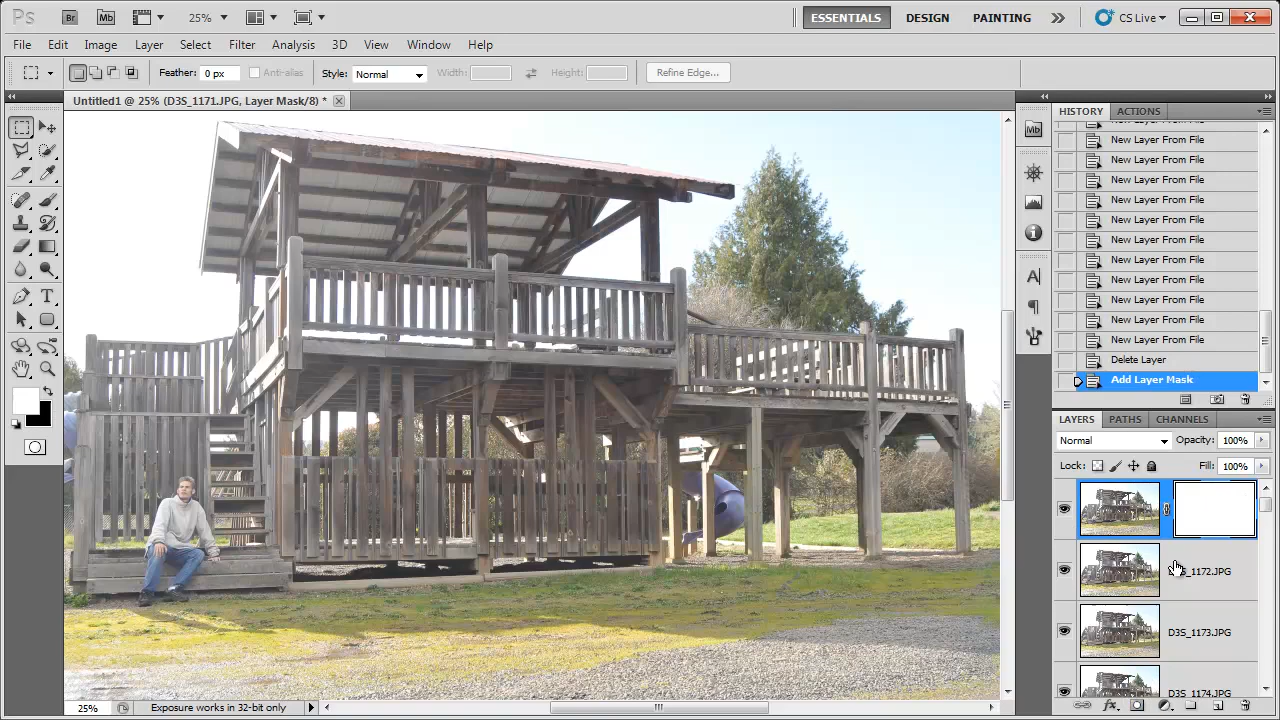 Ps Br Mb 25% ESSENTIALS DESIGN PAINTING CS Live
File Edit Image Layer Select Filter Analysis 3D View Window Help
Feather: 0 px Anti-alias Style: Normal Width: Height: Refine Edge...
Untitled1 @ 25% (D3S_1171.JPG, Layer Mask/8) *
HISTORY ACTIONS
New Layer From File
New Layer From File
New Layer From File
New Layer From File
New Layer From File
New Layer From File
New Layer From File
New Layer From File
New Layer From File
New Layer From File
New Layer From File
New Layer From File
Delete Layer
Add Layer Mask
LAYERS PATHS CHANNELS
Normal Opacity: 100%
Lock: Fill: 100%
D3S_1173.JPG
D3S_1174.JPG
25% Exposure works in 32-bit only